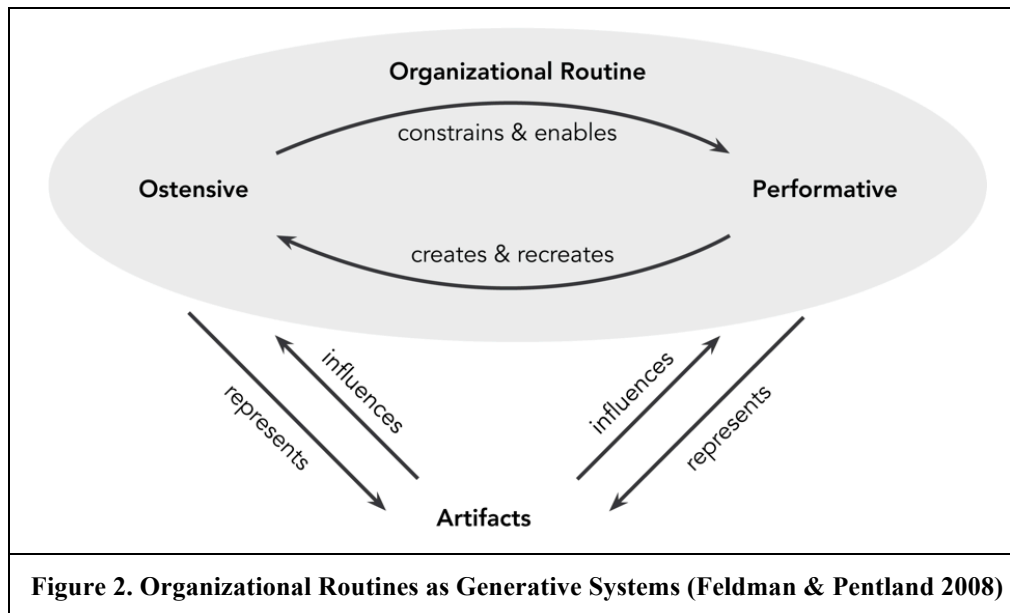 Organizational Routine
constrains & enables
Ostensive
Performative
creates & recreates
influences
represents
influences
represents
Artifacts
Figure 2. Organizational Routines as Generative Systems (Feldman & Pentland 2008)